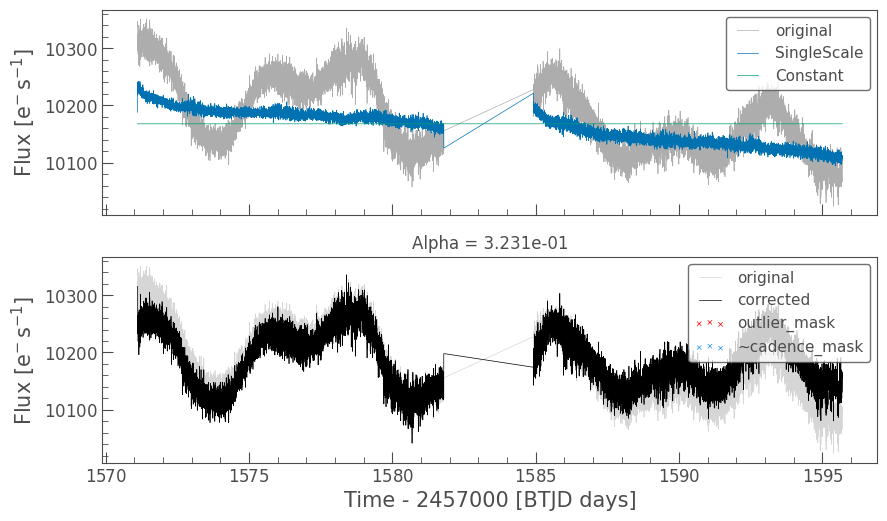 Flux [e⁻ s⁻¹]
10300
10200
10100
original
SingleScale
Constant
Alpha = 3.231e-01
Flux [e⁻ s⁻¹]
10300
10200
10100
original
corrected
outlier_mask
~cadence_mask
1570 1575 1580 1585 1590 1595
Time - 2457000 [BTJD days]